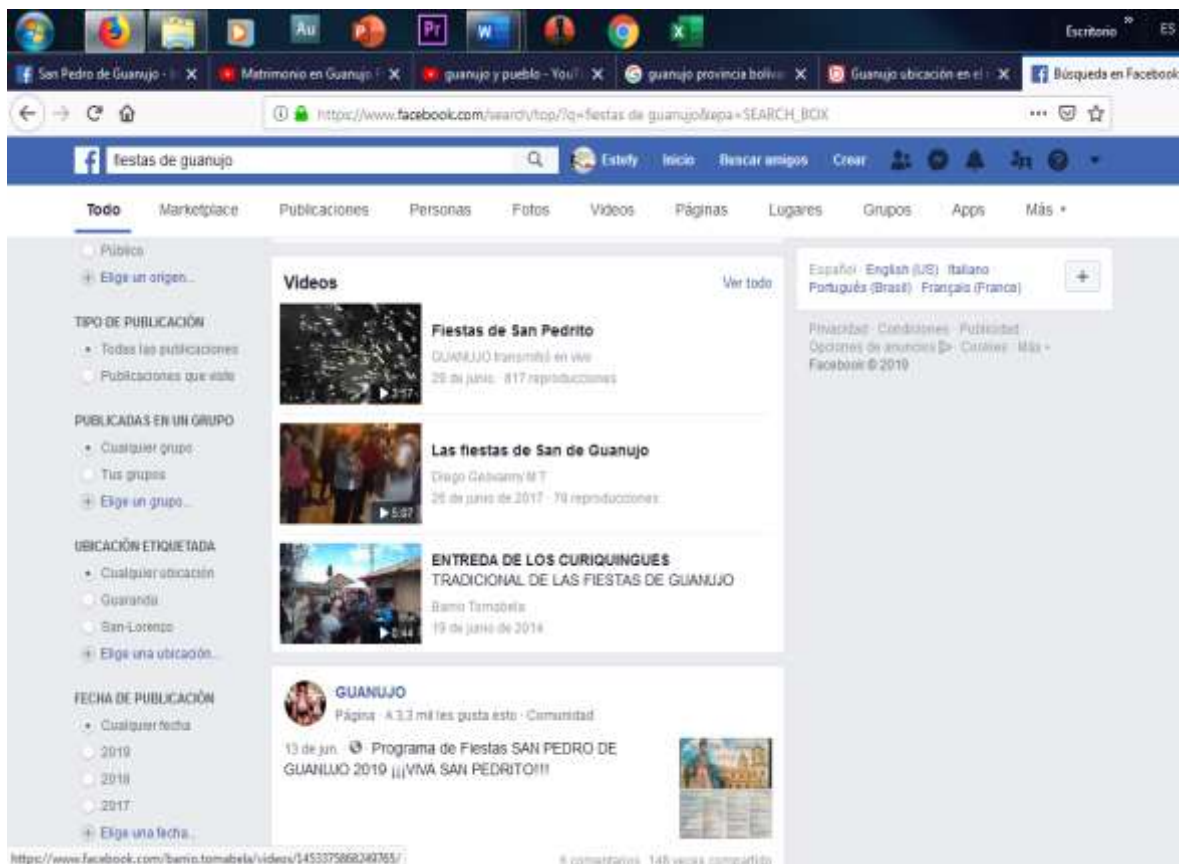 Au
Pr
W
Escritorio
ES
San Pedro de Guanujo
Matrimonio en Guanujo
guanujo y pueblo - You
guanujo provincia boliv
Guanujo ubicación en el
Búsqueda en Facebook
https://www.facebook.com/search/top/?q=fiestas de guanujo&epa=SEARCH_BOX
fiestas de guanujo
Estefy
Inicio
Buscar amigos
Crear
Todo
Marketplace
Publicaciones
Personas
Fotos
Videos
Páginas
Lugares
Grupos
Apps
Más
Público
Elige un origen...
TIPO DE PUBLICACIÓN
Todas las publicaciones
Publicaciones que viste
PUBLICADAS EN UN GRUPO
Cualquier grupo
Tus grupos
Elige un grupo...
UBICACIÓN ETIQUETADA
Cualquier ubicación
Guaranda
San-Lorenzo
Elige una ubicación...
FECHA DE PUBLICACIÓN
Cualquier fecha
2019
2018
2017
Elige una fecha...
Videos
Ver todo
3:57
Fiestas de San Pedrito
GUANUJO transmitió en vivo
29 de junio · 817 reproducciones
5:07
Las fiestas de San de Guanujo
Diego Geovanny M T
26 de junio de 2017 · 79 reproducciones
ENTREDA DE LOS CURIQUINGUES
TRADICIONAL DE LAS FIESTAS DE GUANUJO
Barrio Tomabela
19 de junio de 2014
GUANUJO
Página · A 3,3 mil les gusta esto · Comunidad
13 de jun. · Programa de Fiestas SAN PEDRO DE
GUANUJO 2019 ¡¡¡VIVA SAN PEDRITO!!!
6 comentarios 148 veces compartido
Español · English (US) · Italiano
Português (Brasil) · Français (France)
Privacidad · Condiciones · Publicidad
Opciones de anuncios · Cookies · Más
Facebook © 2019
https://www.facebook.com/barrio.tomabela/videos/1453375868249765/